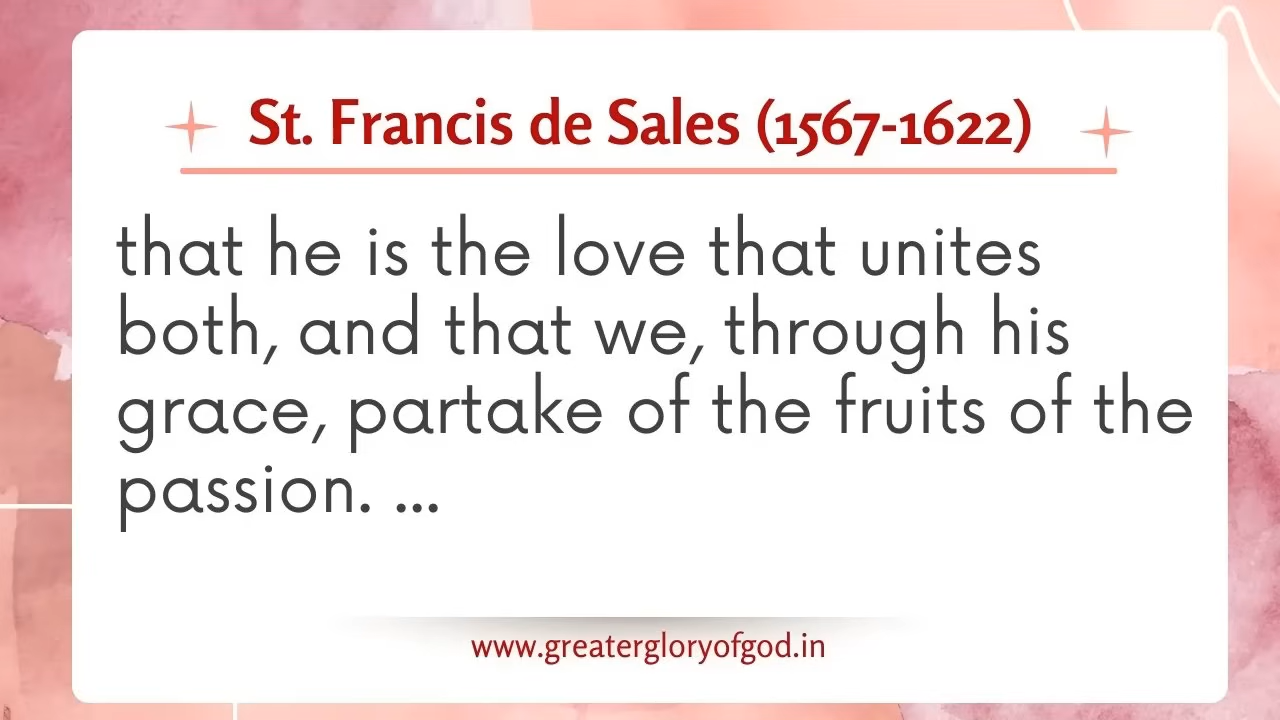 St. Francis de Sales (1567-1622)
that he is the love that unites
both, and that we, through his
grace, partake of the fruits of the
passion. ...
www.greatergloryofgod.in